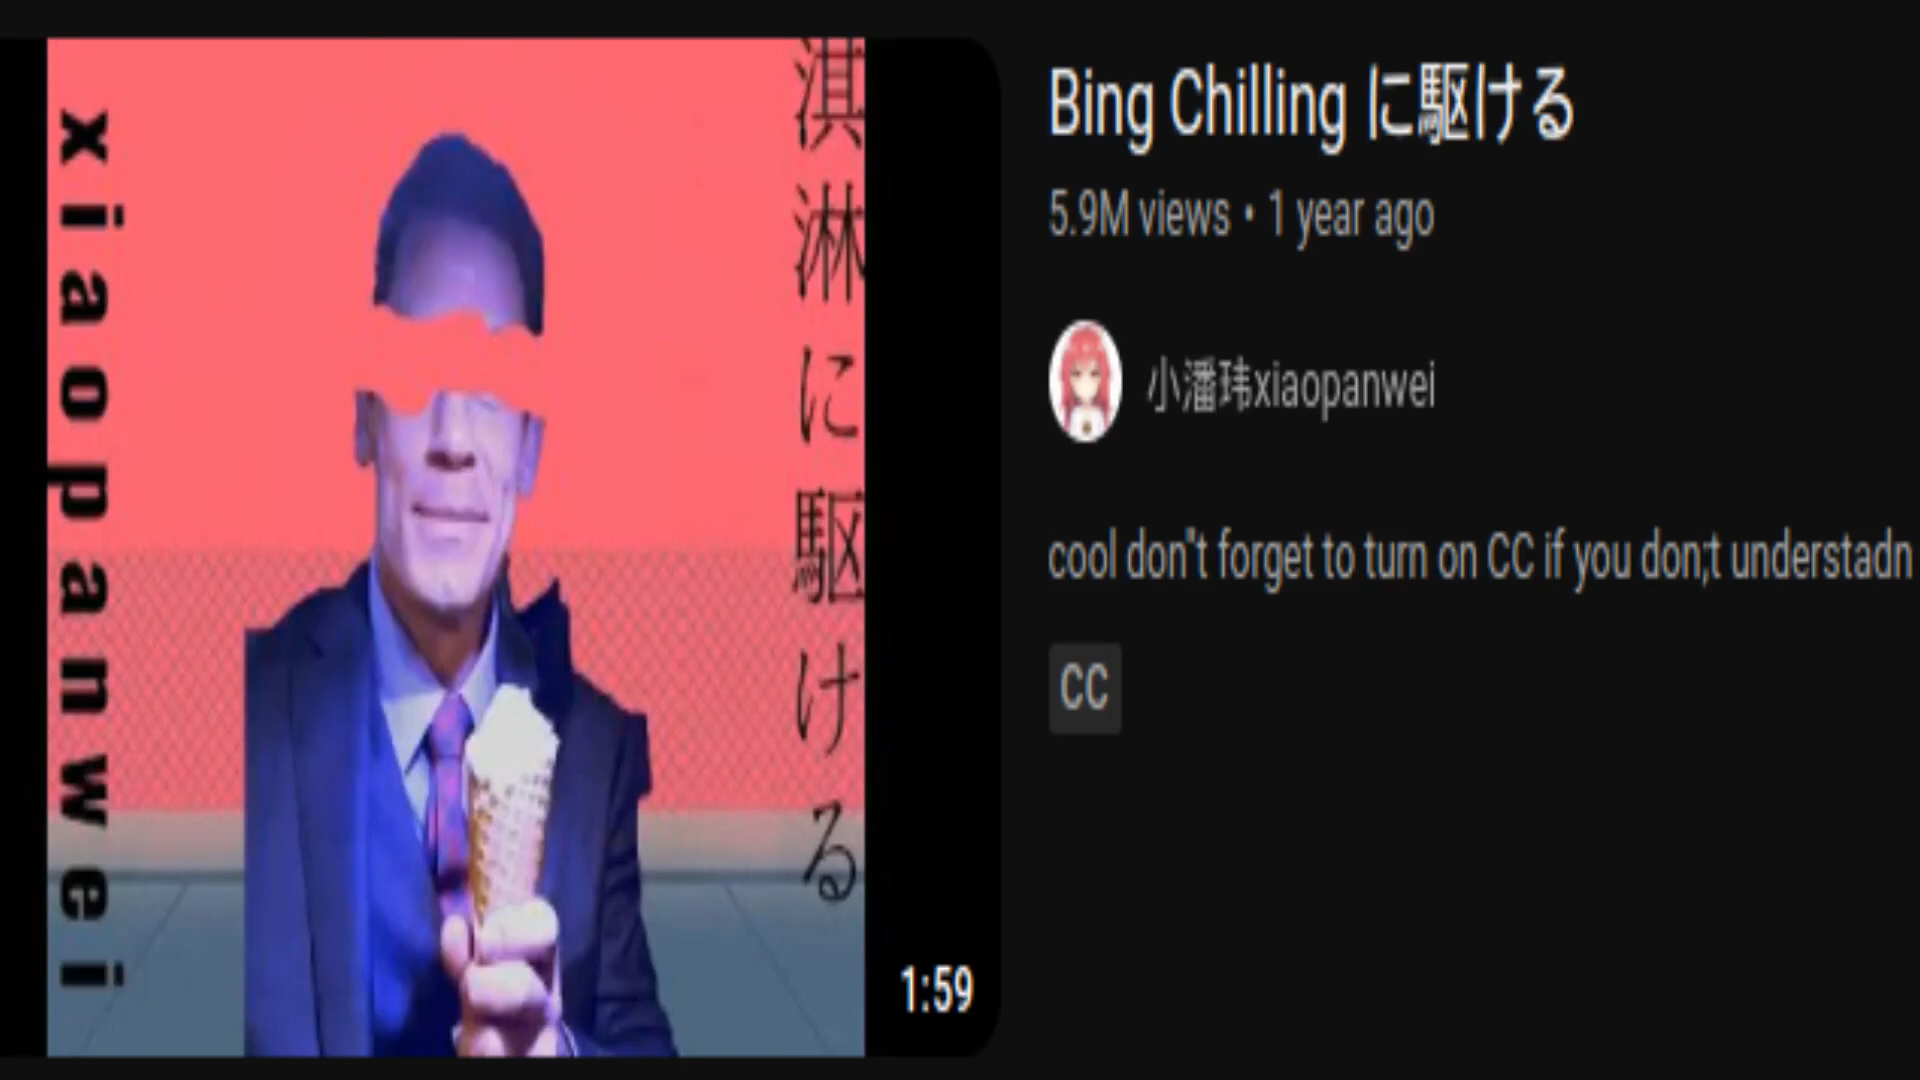 xiaopanwei
淇淋に駆ける
1:59
Bing Chilling に駆ける
5.9M views • 1 year ago
小潘玮xiaopanwei
cool don"t forget to turn on CC if you don;t understadn
CC